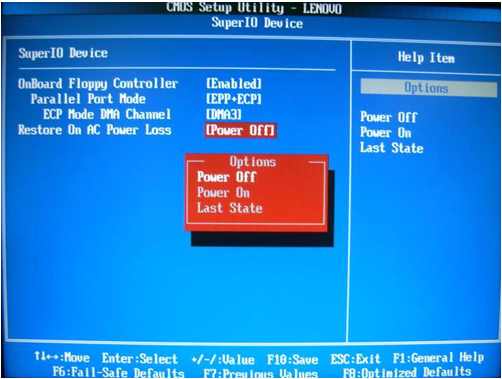 CMOS Setup Utility - LENOVO
SuperIO Device
SuperIO Device
Help Item
OnBoard Floppy Controller [Enabled]
Parallel Port Mode [EPP+ECP]
ECP Mode DMA Channel [DMA3]
Restore On AC Power Loss [Power Off]
Options
Power Off
Power On
Last State
Options
Power Off
Power On
Last State
↑↓←→:Move Enter:Select +/-/:Value F10:Save ESC:Exit F1:General Help
F6:Fail-Safe Defaults F7:Previous Values F8:Optimized Defaults